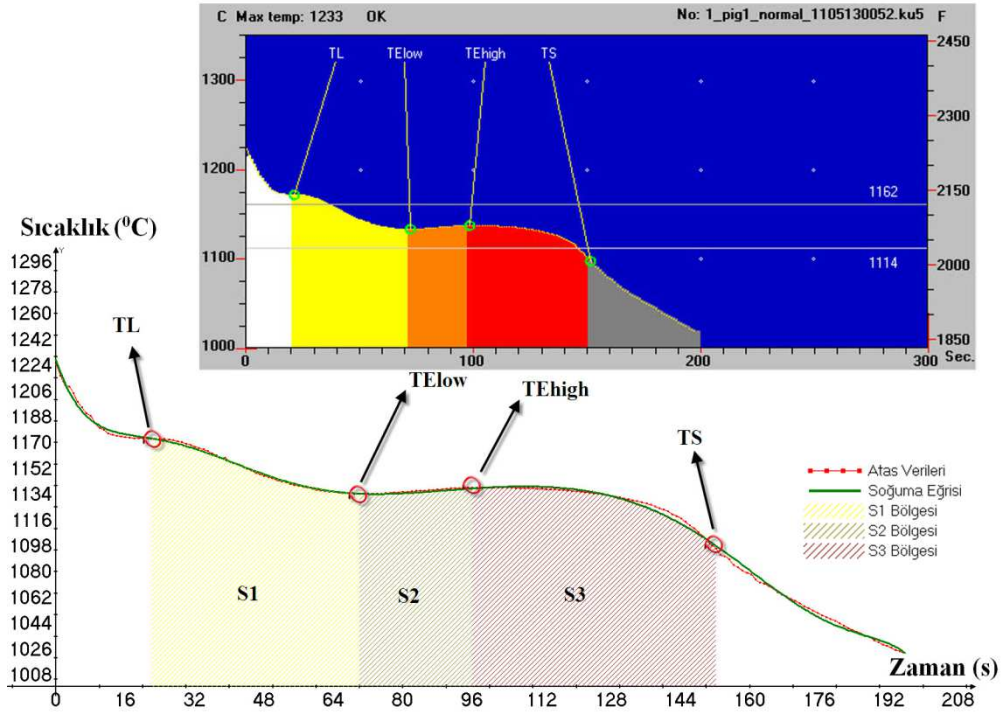 C Max temp: 1233 OK No: 1_pig1_normal_1105130052.ku5 F
TL TElow TEhigh TS
2450
1300
2300
1200
1162
2150
1100
1114
2000
1000
1850
0 100 200 300 Sec.
Sıcaklık (⁰C)
Y
1296
1278
1260
1242
1224
1206
1188
1170
1152
1134
1116
1098
1080
1062
1044
1026
1008
TL
TElow
TEhigh
TS
Atas Verileri
Soğuma Eğrisi
S1 Bölgesi
S2 Bölgesi
S3 Bölgesi
S1 S2 S3
Zaman (s)
0 16 32 48 64 80 96 112 128 144 160 176 192 208